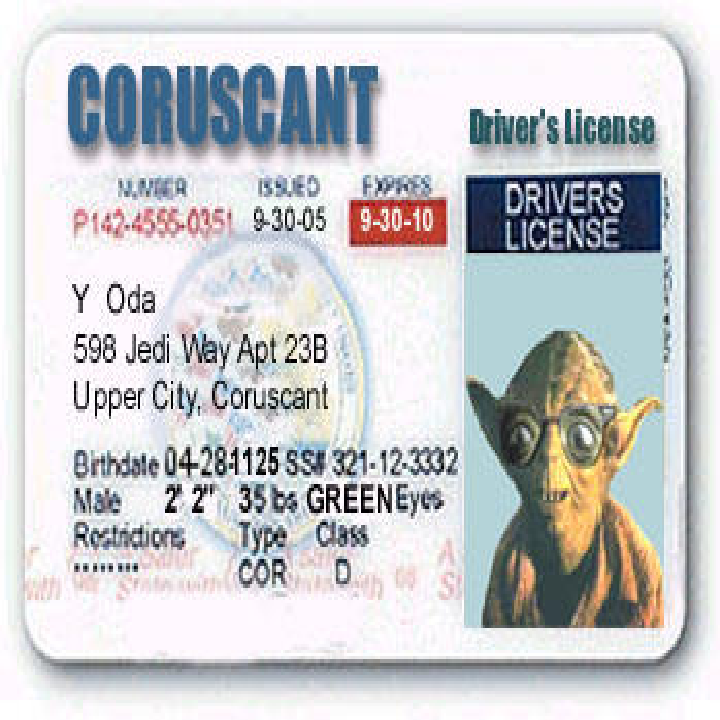 CORUSCANT
Driver's License
NUMBER ISSUED EXPIRES
P142-4555-0351 9-30-05 9-30-10
DRIVERS
LICENSE
Y Oda
598 Jedi Way Apt 23B
Upper City, Coruscant
Birthdate 04-28-1125 SS# 321-12-3332
Male 2' 2" 35 lbs GREEN Eyes
Restrictions Type Class
******** COR D